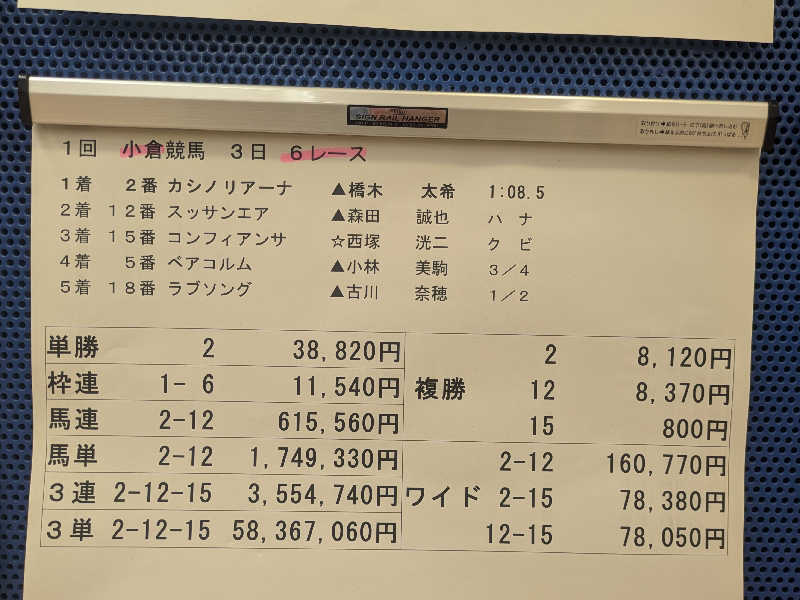 SIGN RAIL HANGER
1回 小倉競馬 3日 6レース
1着 2番 カシノリアーナ ▲橋木 太希 1:08.5
2着 12番 スッサンエア ▲森田 誠也 ハナ
3着 15番 コンフィアンサ ☆西塚 洸二 クビ
4着 5番 ベアコルム ▲小林 美駒 3/4
5着 18番 ラブソング ▲古川 奈穂 1/2
単勝 2 38,820円
枠連 1-6 11,540円
馬連 2-12 615,560円
馬単 2-12 1,749,330円
3連 2-12-15 3,554,740円
3単 2-12-15 58,367,060円
複勝
2 8,120円
12 8,370円
15 800円
ワイド
2-12 160,770円
2-15 78,380円
12-15 78,050円